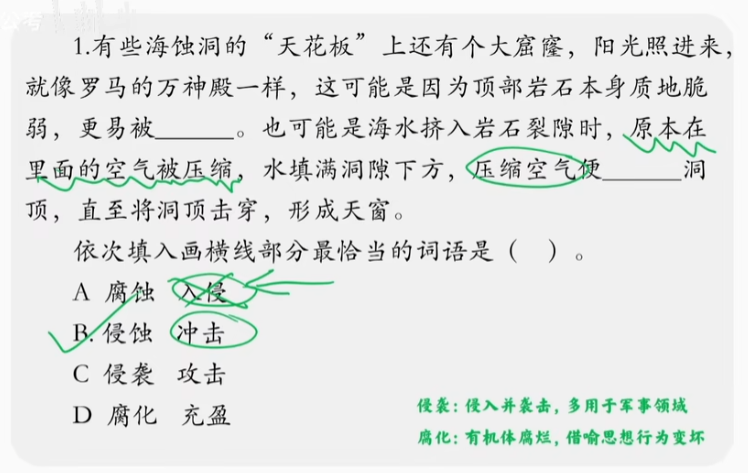 1.有些海蚀洞的“天花板”上还有个大窟窿，阳光照进来，
就像罗马的万神殿一样，这可能是因为顶部岩石本身质地脆
弱，更易被______。也可能是海水挤入岩石裂隙时，原本在
里面的空气被压缩，水填满洞隙下方，压缩空气便______洞
顶，直至将洞顶击穿，形成天窗。
依次填入画横线部分最恰当的词语是（ ）。
A 腐蚀 入侵
B. 侵蚀 冲击
C 侵袭 攻击
D 腐化 充盈
侵袭：侵入并袭击，多用于军事领域
腐化：有机体腐烂，借喻思想行为变坏